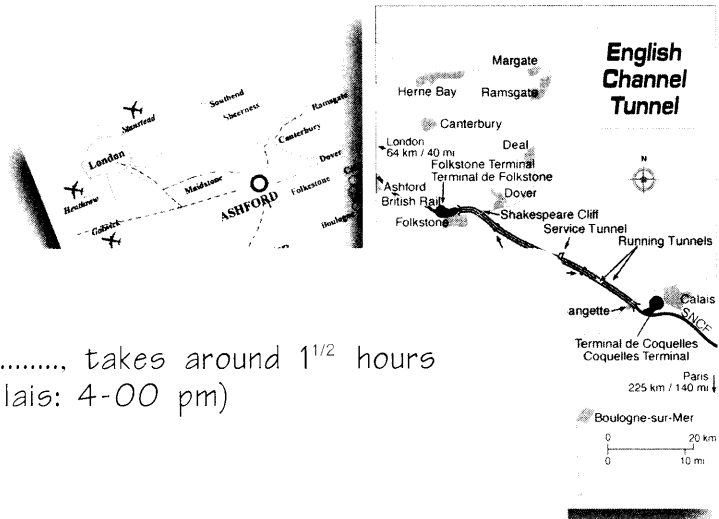 Southend
Sheerness
Ramsgate
Stanstead
Canterbury
London
Dover
Maidstone
ASHFORD
Folkestone
Heathrow
Gatwick
English
Channel
Tunnel
Margate
Herne Bay
Ramsgate
Canterbury
London
64 km / 40 mi
Deal
Folkstone Terminal
Terminal de Folkstone
N
Ashford
British Rail
Dover
Folkstone
Shakespeare Cliff
Service Tunnel
Running Tunnels
angette
Calais
SNCF
Terminal de Coquelles
Coquelles Terminal
Paris
225 km / 140 mi
Boulogne-sur-Mer
0 20 km
0 10 mi
........, takes around 1 1/2 hours
lais: 4-00 pm)